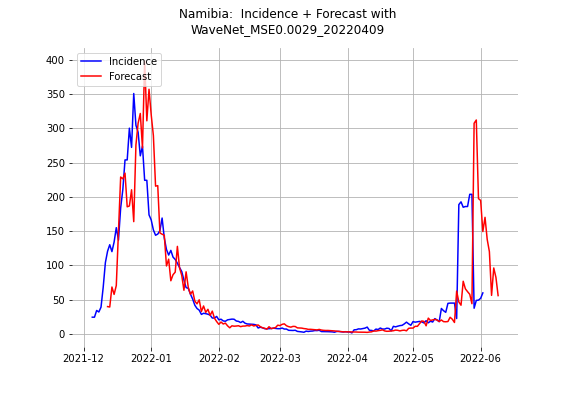 Namibia:  Incidence + Forecast with
WaveNet_MSE0.0029_20220409
Incidence
Forecast
400
350
300
250
200
150
100
50
0
2021-12 2022-01 2022-02 2022-03 2022-04 2022-05 2022-06